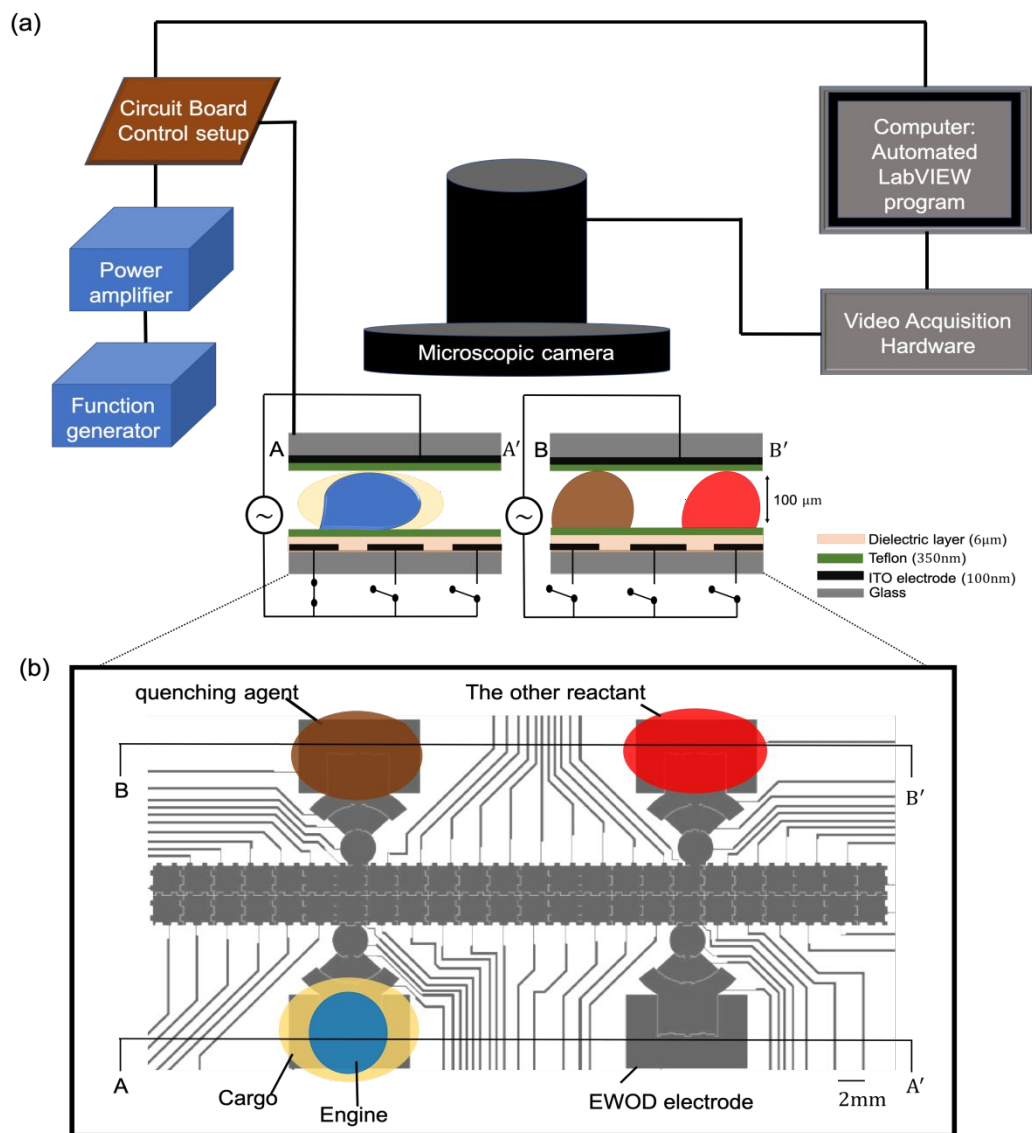 (a)
Circuit Board
Control setup
Computer:
Automated
LabVIEW
program
Power
amplifier
Video Acquisition
Hardware
Microscopic camera
Function
generator
A
A′
B
B′
100 μm
~
~
Dielectric layer (6μm)
Teflon (350nm)
ITO electrode (100nm)
Glass
(b)
quenching agent
The other reactant
B
B′
A
A′
Cargo
Engine
EWOD electrode
2mm